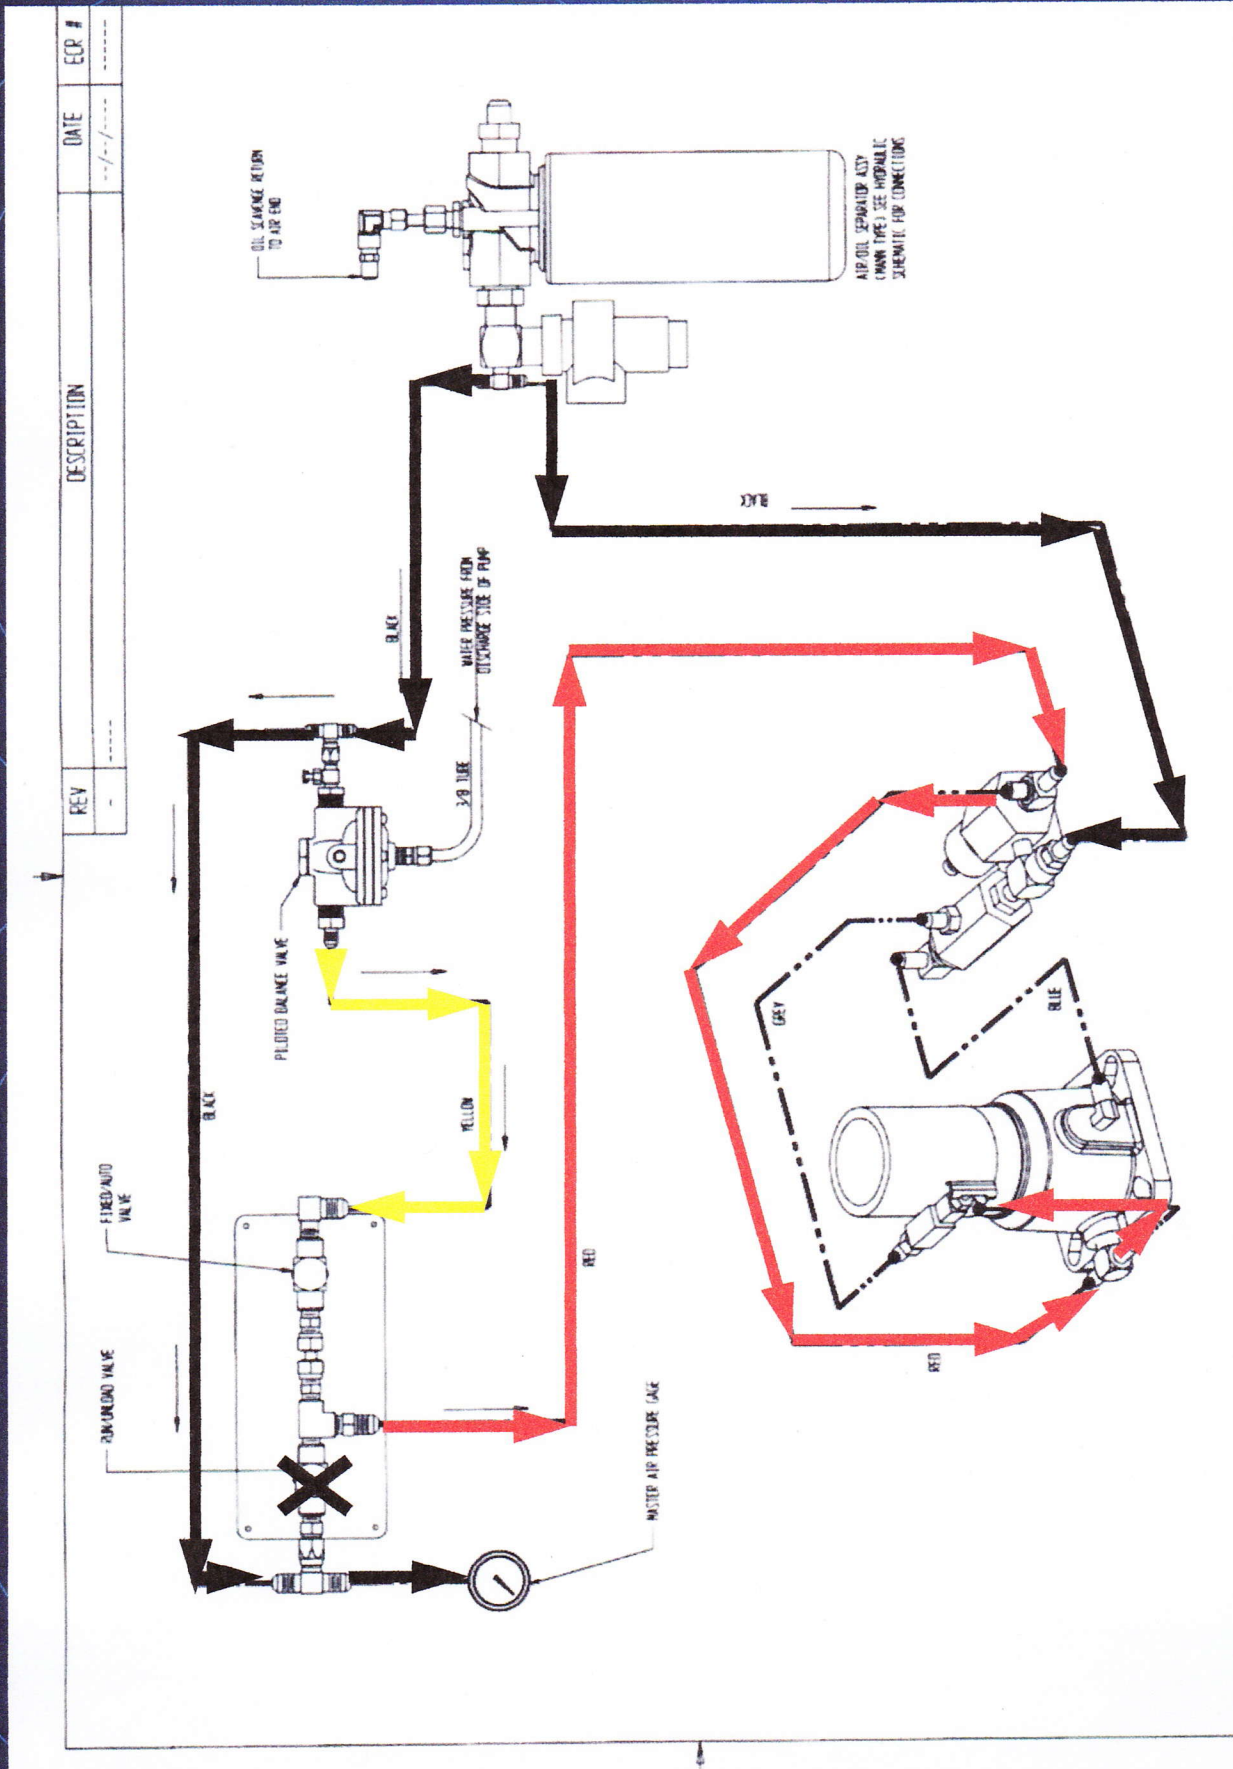 REV
DESCRIPTION
DATE
ECR #
-
-----
--/--/----
------
OIL SCAVENGE RETURN
TO AIR END
AIR/OIL SEPARATOR ASSY
(MANN TYPE) SEE HYDRAULIC
SCHEMATIC FOR CONNECTIONS
BLACK
BLACK
WATER PRESSURE FROM
DISCHARGE SIDE OF PUMP
3/8 TUBE
PILOTED BALANCE VALVE
BLACK
YELLOW
FIXED/AUTO
VALVE
RUN/UNLOAD VALVE
RED
GREY
BLUE
RED
MASTER AIR PRESSURE GAGE